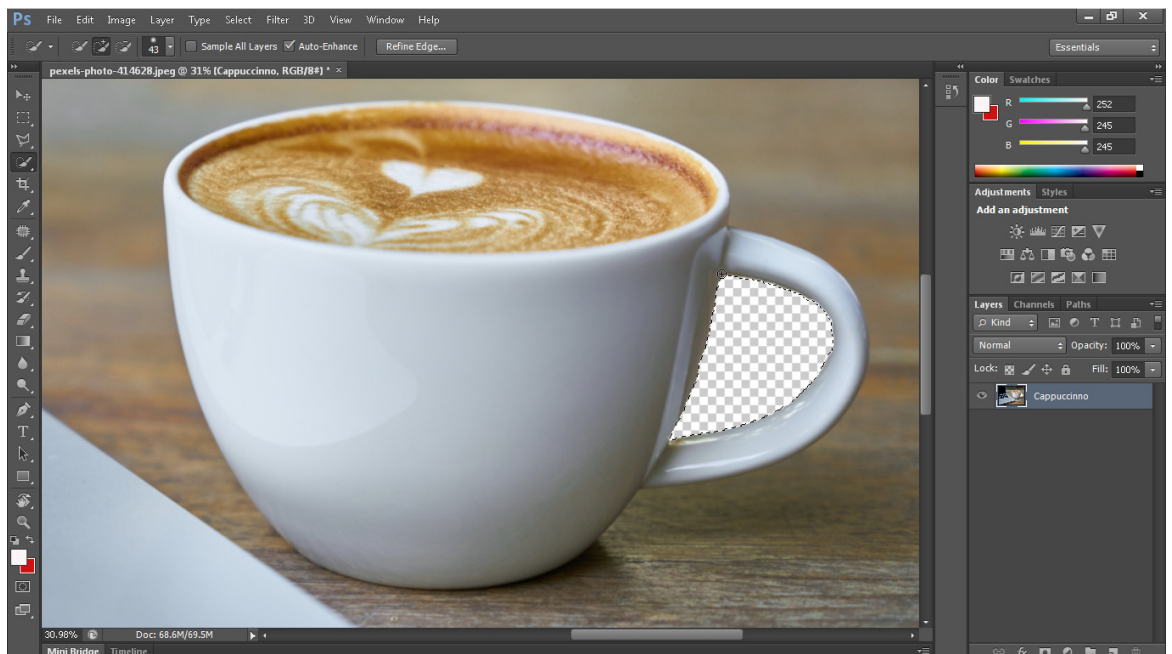 Ps File Edit Image Layer Type Select Filter 3D View Window Help
43 Sample All Layers Auto-Enhance Refine Edge... Essentials
pexels-photo-414628.jpeg @ 31% (Cappuccinno, RGB/8#) * ×
Color Swatches
R 252
G 245
B 245
Adjustments Styles
Add an adjustment
Layers Channels Paths
Kind
Normal Opacity: 100%
Lock: Fill: 100%
Cappuccinno
30.98% Doc: 68.6M/69.5M
Mini Bridge Timeline